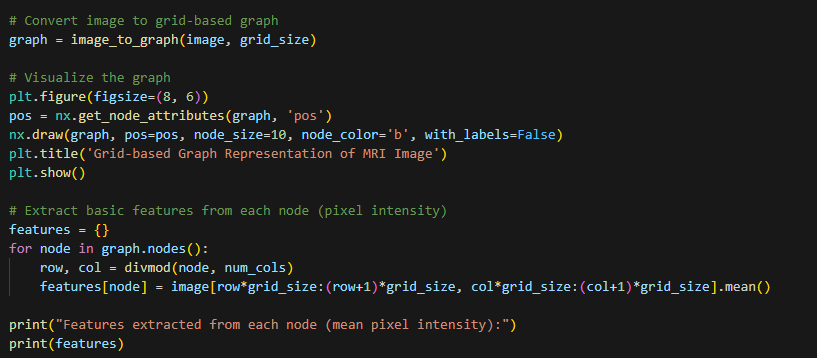 # Convert image to grid-based graph
graph = image_to_graph(image, grid_size)
# Visualize the graph
plt.figure(figsize=(8, 6))
pos = nx.get_node_attributes(graph, 'pos')
nx.draw(graph, pos=pos, node_size=10, node_color='b', with_labels=False)
plt.title('Grid-based Graph Representation of MRI Image')
plt.show()
# Extract basic features from each node (pixel intensity)
features = {}
for node in graph.nodes():
    row, col = divmod(node, num_cols)
    features[node] = image[row*grid_size:(row+1)*grid_size, col*grid_size:(col+1)*grid_size].mean()
print("Features extracted from each node (mean pixel intensity):")
print(features)